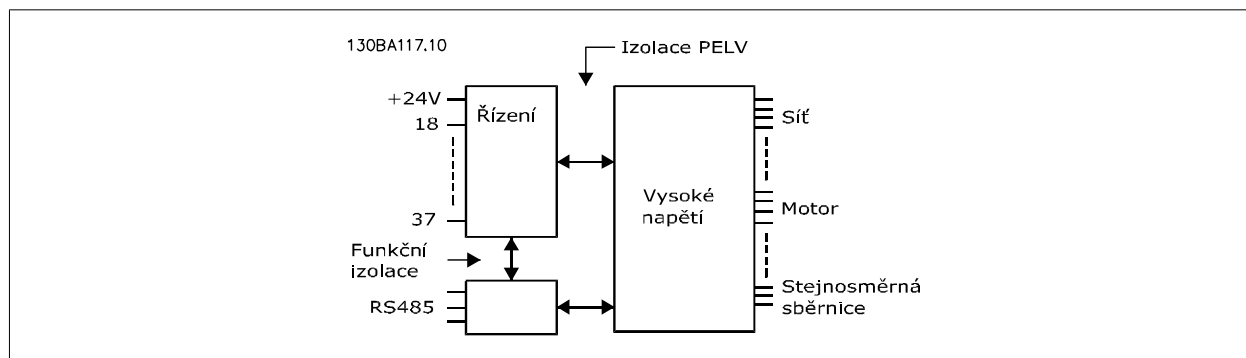 130BA117.10
Izolace PELV
+24V
Řízení
18
Síť
Vysoké
napětí
37
Motor
Funkční
izolace
RS485
Stejnosměrná
sběrnice